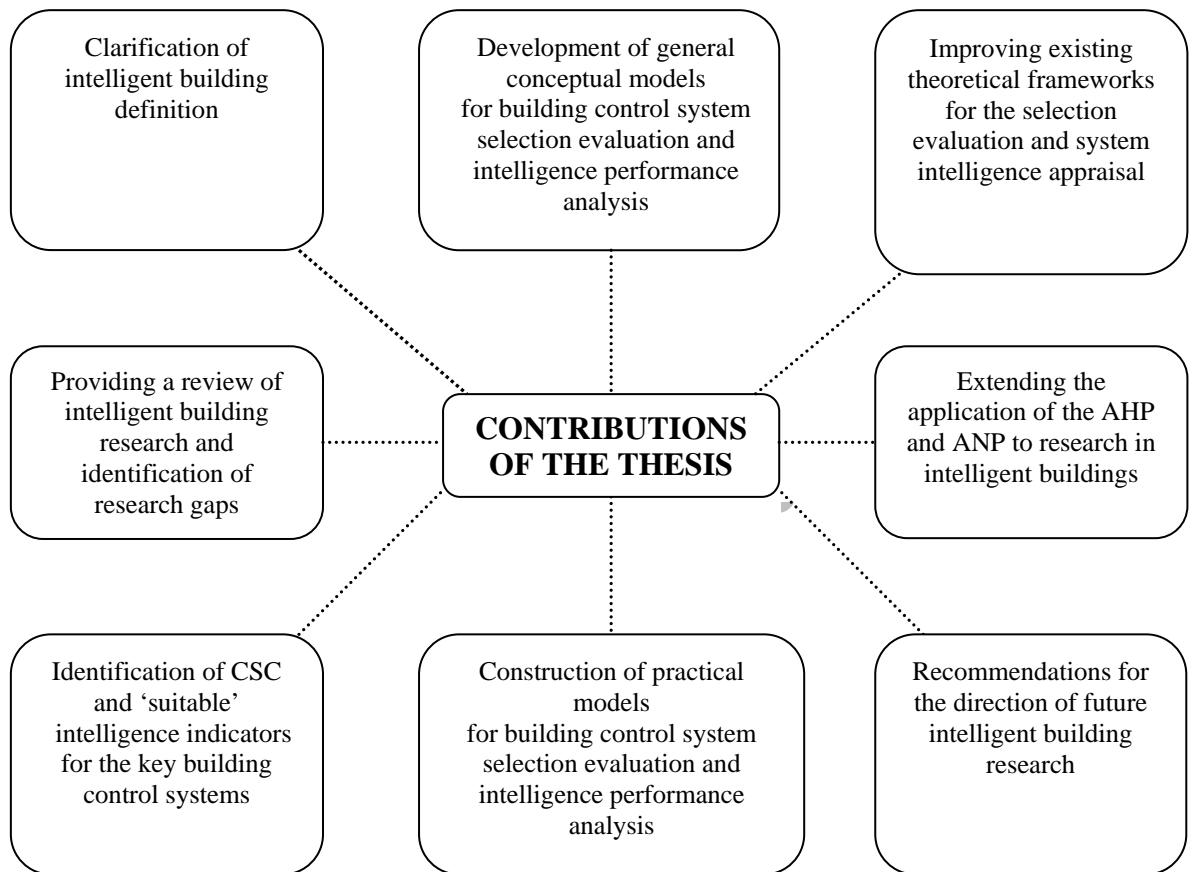 Clarification of
intelligent building
definition
Development of general
conceptual models
for building control system
selection evaluation and
intelligence performance
analysis
Improving existing
theoretical frameworks
for the selection
evaluation and system
intelligence appraisal
Providing a review of
intelligent building
research and
identification of
research gaps
CONTRIBUTIONS
OF THE THESIS
Extending the
application of the AHP
and ANP to research in
intelligent buildings
Identification of CSC
and ‘suitable’
intelligence indicators
for the key building
control systems
Construction of practical
models
for building control system
selection evaluation and
intelligence performance
analysis
Recommendations for
the direction of future
intelligent building
research